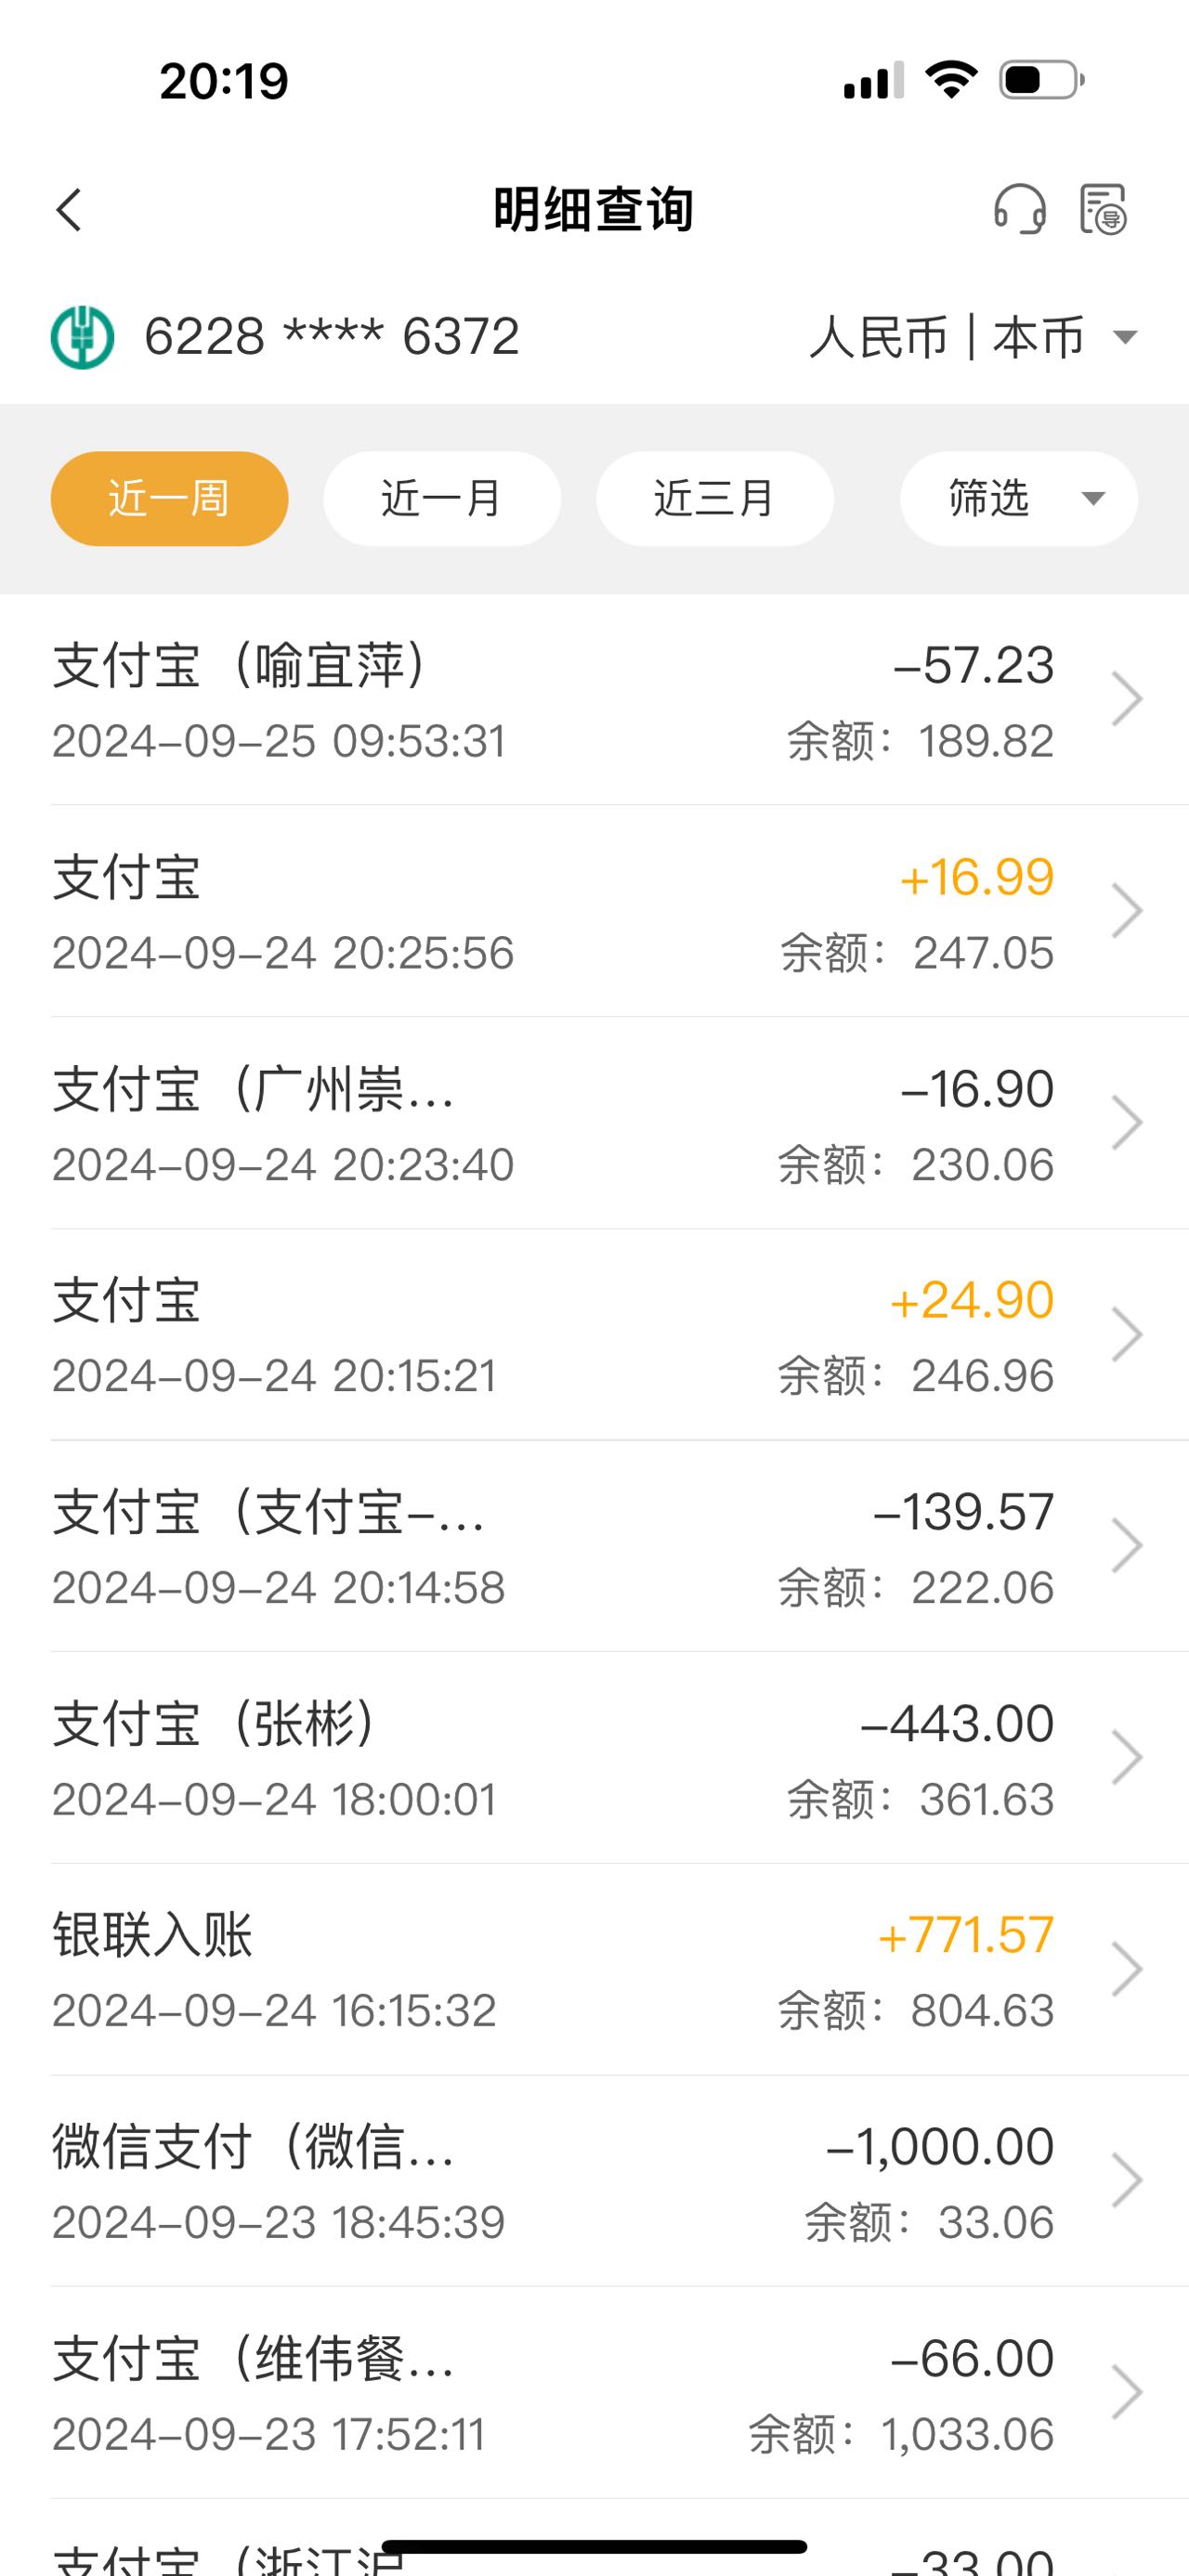 20:19
明细查询
导
6228 **** 6372
人民币 | 本币
近一周 近一月 近三月 筛选
支付宝（喻宜萍） –57.23
2024–09–25 09:53:31 余额：189.82
支付宝 +16.99
2024–09–24 20:25:56 余额：247.05
支付宝（广州崇... –16.90
2024–09–24 20:23:40 余额：230.06
支付宝 +24.90
2024–09–24 20:15:21 余额：246.96
支付宝（支付宝–... –139.57
2024–09–24 20:14:58 余额：222.06
支付宝（张彬） –443.00
2024–09–24 18:00:01 余额：361.63
银联入账 +771.57
2024–09–24 16:15:32 余额：804.63
微信支付（微信... –1,000.00
2024–09–23 18:45:39 余额：33.06
支付宝（维伟餐... –66.00
2024–09–23 17:52:11 余额：1,033.06
支付宝（浙江沪 –33.00